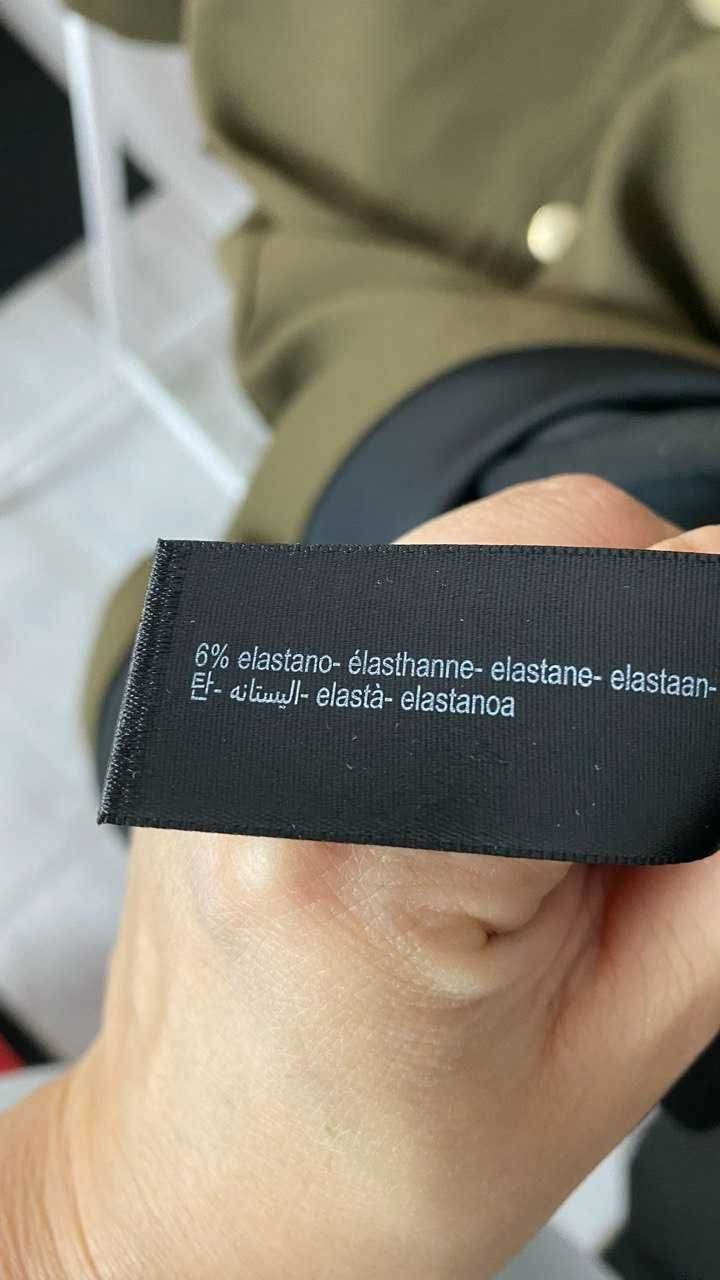 6% elastano- élasthanne- elastane- elastaan-
탄- اليستانه- elastà- elastanoa